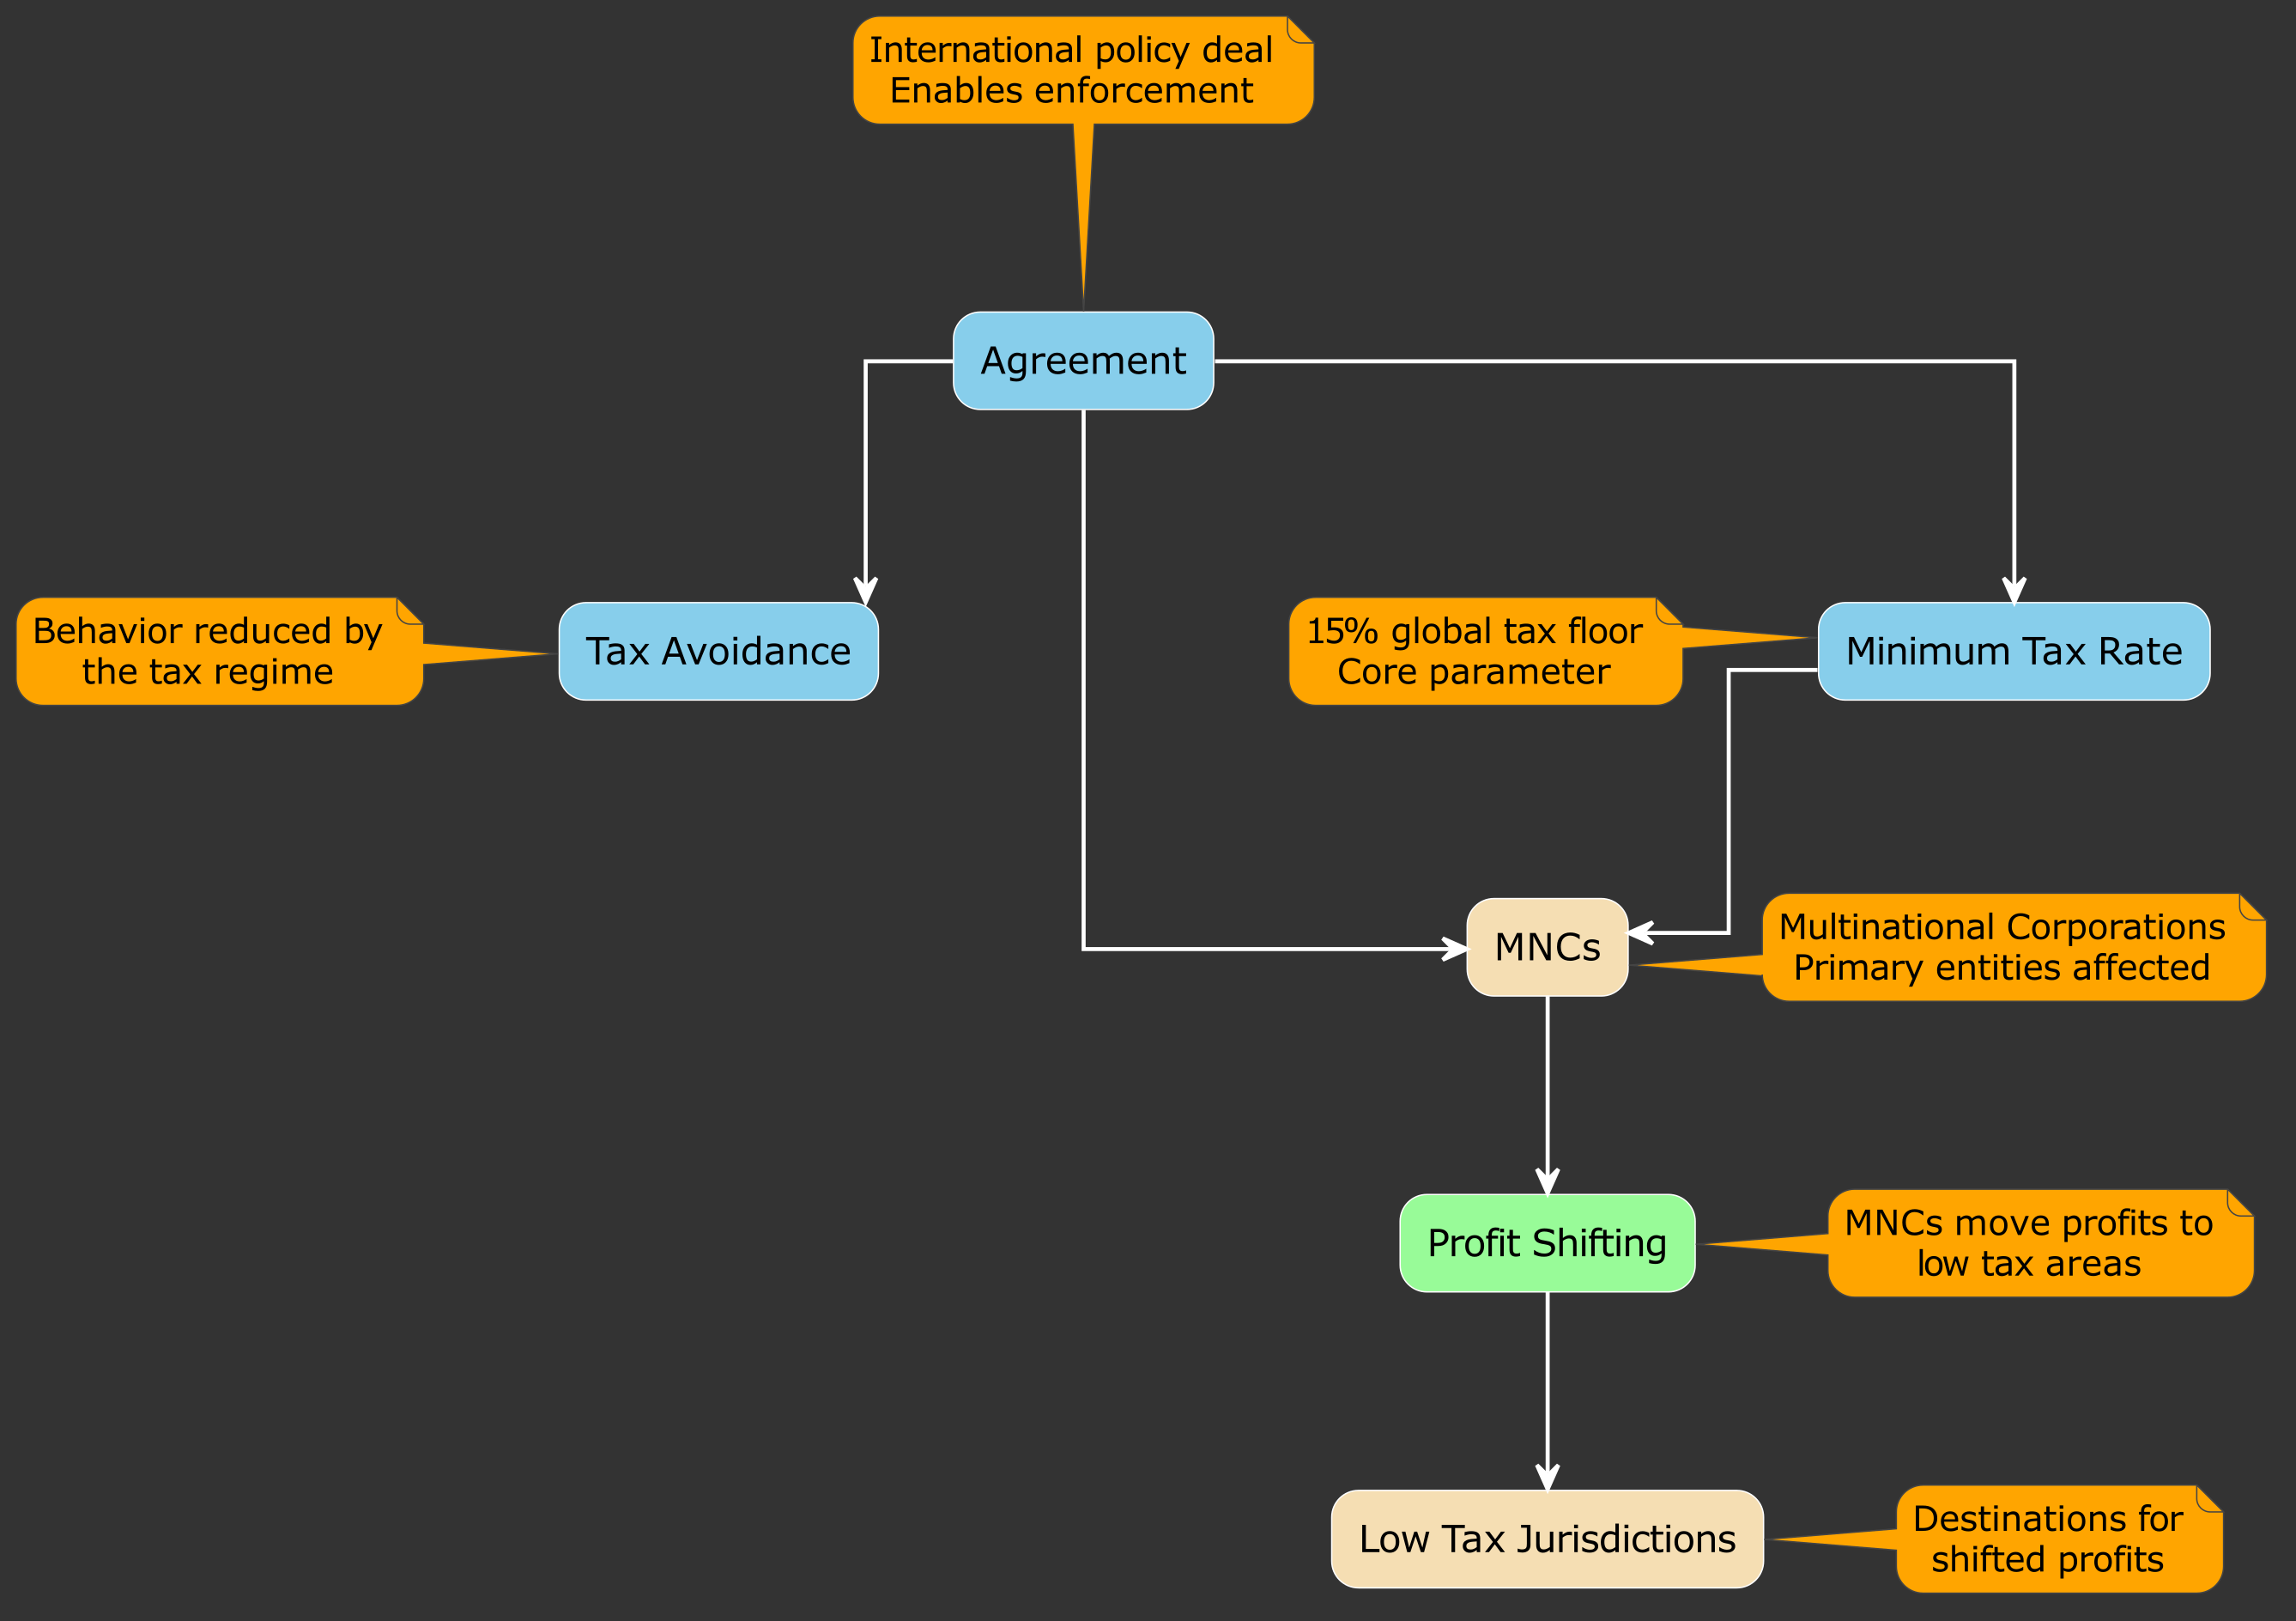 International policy deal
Enables enforcement
Agreement
Behavior reduced by
the tax regime
Tax Avoidance
15% global tax floor
Core parameter
Minimum Tax Rate
MNCs
Multinational Corporations
Primary entities affected
Profit Shifting
MNCs move profits to
low tax areas
Low Tax Jurisdictions
Destinations for
shifted profits